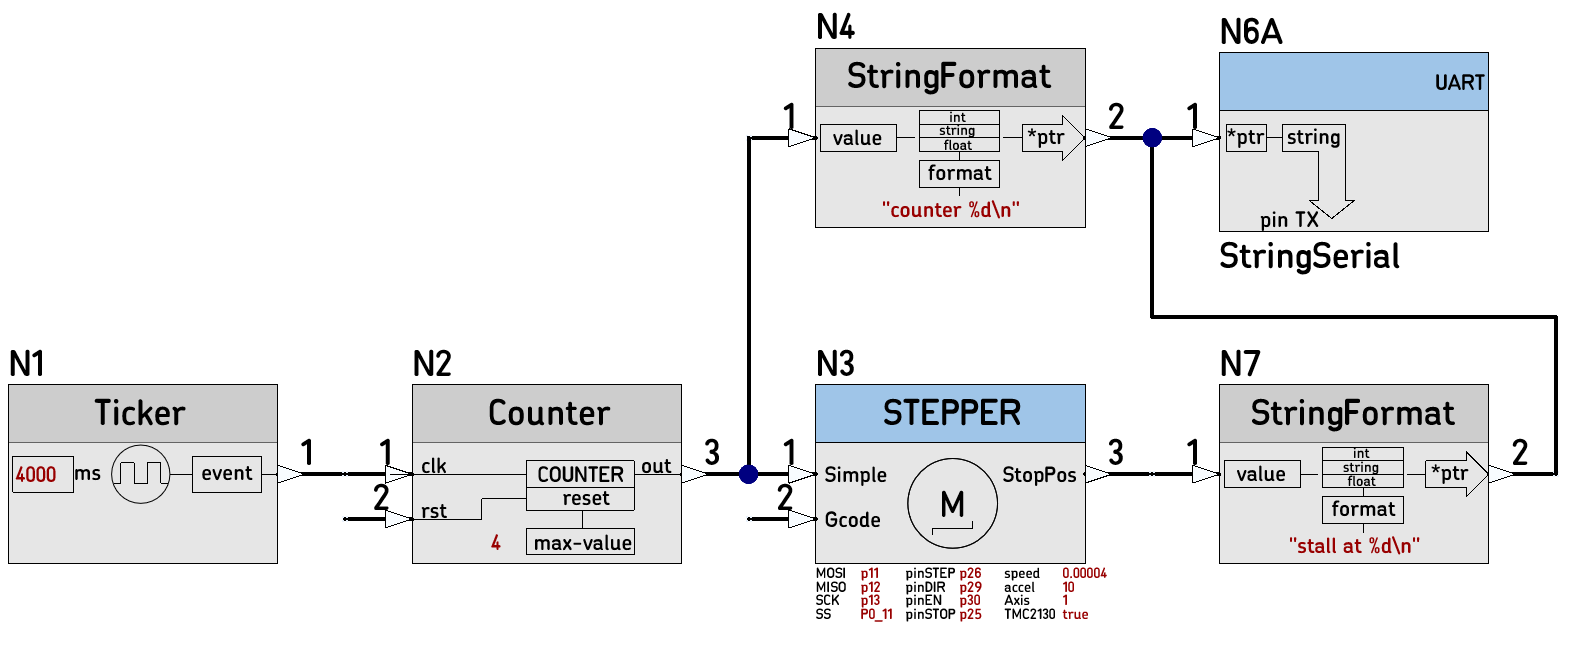 N4
StringFormat
1
value
int
string
float
*ptr
2
format
"counter %d\n"
N6A
UART
1
*ptr
string
pin TX
StringSerial
N1
Ticker
4000 ms
event
1
N2
Counter
1
clk
COUNTER
out
3
2
rst
reset
4
max-value
N3
STEPPER
1
Simple
StopPos
3
2
Gcode
M
MOSI p11 pinSTEP p26 speed 0.00004
MISO p12 pinDIR p29 accel 10
SCK p13 pinEN p30 Axis 1
SS P0_11 pinSTOP p25 TMC2130 true
N7
StringFormat
1
value
int
string
float
*ptr
2
format
"stall at %d\n"